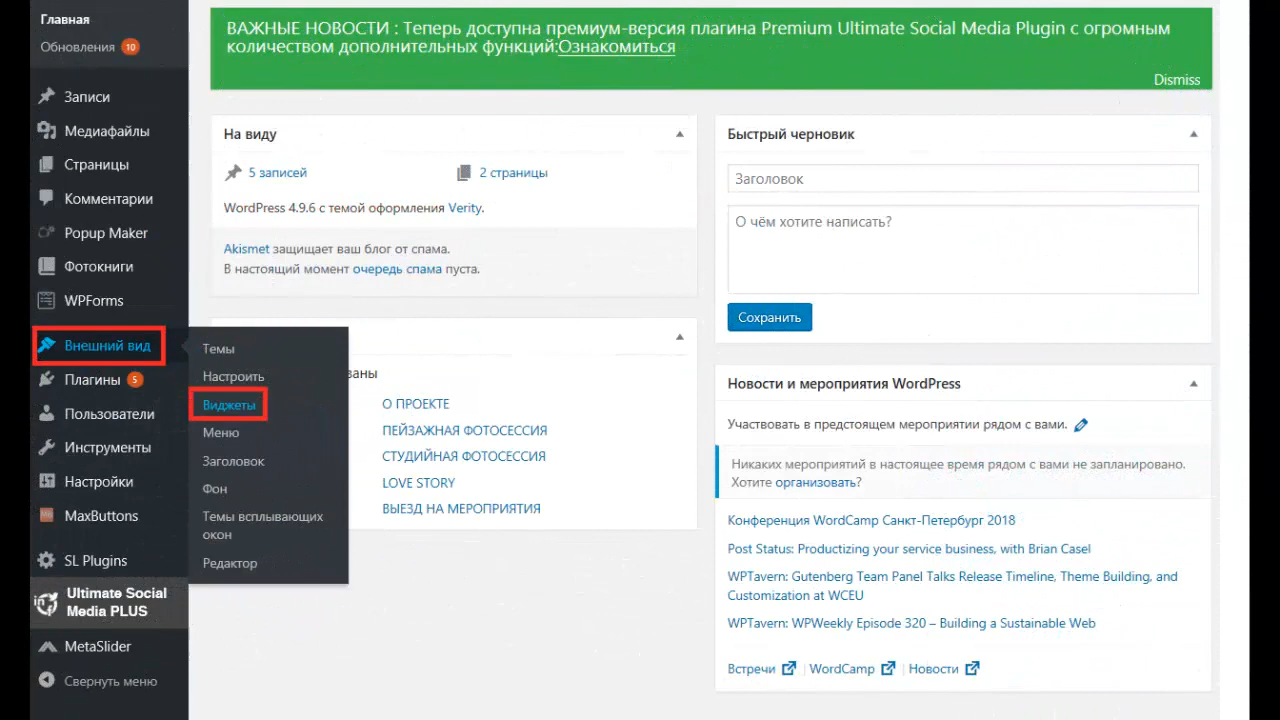 Главная
Обновления 10
Записи
Медиафайлы
Страницы
Комментарии
Popup Maker
Фотокниги
WPForms
Внешний вид
Плагины 5
Пользователи
Инструменты
Настройки
MaxButtons
SL Plugins
Ultimate Social
Media PLUS
MetaSlider
Свернуть меню
Темы
Настроить
Виджеты
Меню
Заголовок
Фон
Темы всплывающих
окон
Редактор
ВАЖНЫЕ НОВОСТИ : Теперь доступна премиум-версия плагина Premium Ultimate Social Media Plugin с огромным
количеством дополнительных функций:Ознакомиться
Dismiss
На виду
5 записей
2 страницы
WordPress 4.9.6 с темой оформления Verity.
Akismet защищает ваш блог от спама.
В настоящий момент очередь спама пуста.
ваны
О ПРОЕКТЕ
ПЕЙЗАЖНАЯ ФОТОСЕССИЯ
СТУДИЙНАЯ ФОТОСЕССИЯ
LOVE STORY
ВЫЕЗД НА МЕРОПРИЯТИЯ
Быстрый черновик
Заголовок
О чём хотите написать?
Сохранить
Новости и мероприятия WordPress
Участвовать в предстоящем мероприятии рядом с вами.
Никаких мероприятий в настоящее время рядом с вами не запланировано.
Хотите организовать?
Конференция WordCamp Санкт-Петербург 2018
Post Status: Productizing your service business, with Brian Casel
WPTavern: Gutenberg Team Panel Talks Release Timeline, Theme Building, and
Customization at WCEU
WPTavern: WPWeekly Episode 320 – Building a Sustainable Web
Встречи | WordCamp | Новости